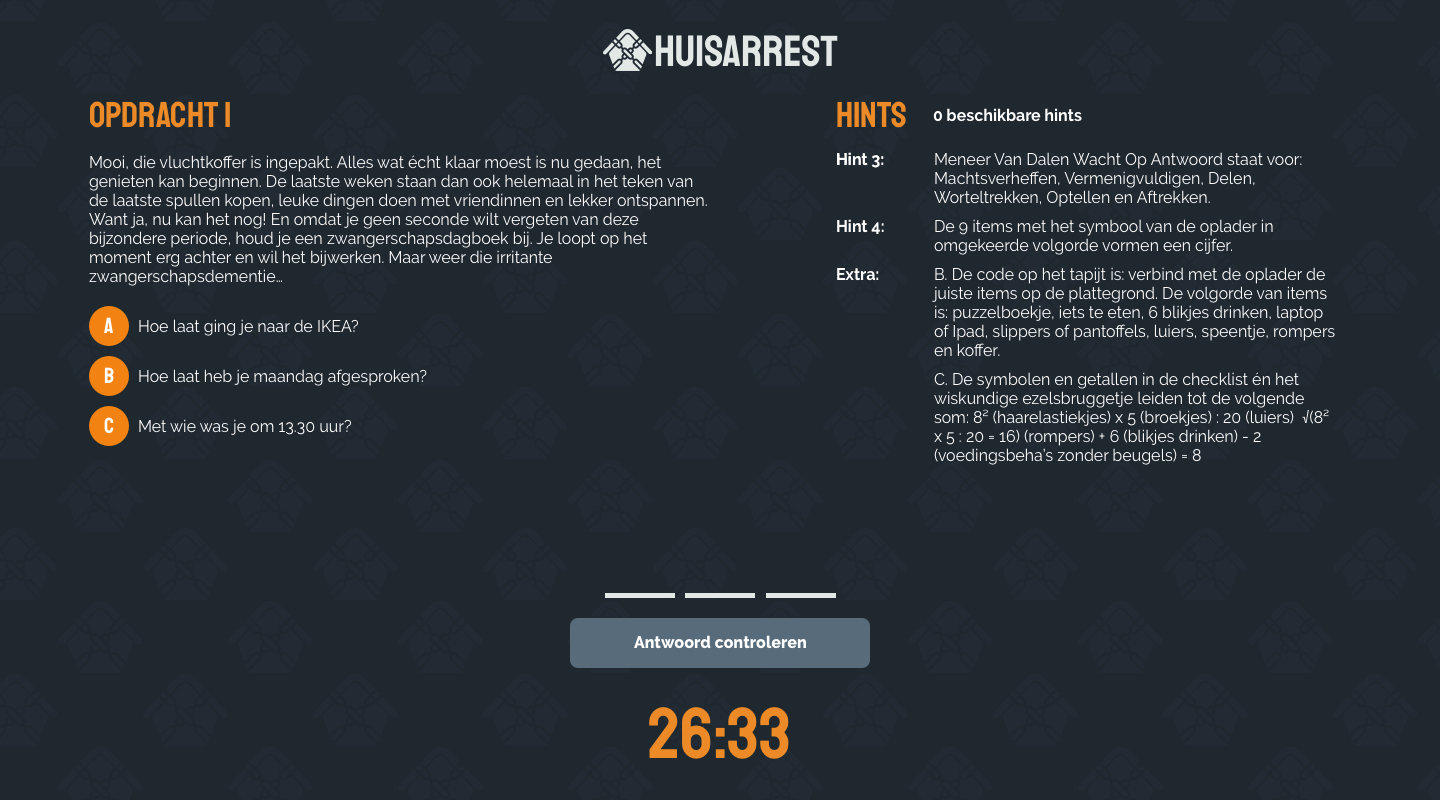 HUISARREST
OPDRACHT 1
Mooi, die vluchtkoffer is ingepakt. Alles wat écht klaar moest is nu gedaan, het
genieten kan beginnen. De laatste weken staan dan ook helemaal in het teken van
de laatste spullen kopen, leuke dingen doen met vriendinnen en lekker ontspannen.
Want ja, nu kan het nog! En omdat je geen seconde wilt vergeten van deze
bijzondere periode, houd je een zwangerschapsdagboek bij. Je loopt op het
moment erg achter en wil het bijwerken. Maar weer die irritante
zwangerschapsdementie…
A Hoe laat ging je naar de IKEA?
B Hoe laat heb je maandag afgesproken?
C Met wie was je om 13.30 uur?
HINTS 0 beschikbare hints
Hint 3: Meneer Van Dalen Wacht Op Antwoord staat voor:
Machtsverheffen, Vermenigvuldigen, Delen,
Worteltrekken, Optellen en Aftrekken.
Hint 4: De 9 items met het symbool van de oplader in
omgekeerde volgorde vormen een cijfer.
Extra: B. De code op het tapijt is: verbind met de oplader de
juiste items op de plattegrond. De volgorde van items
is: puzzelboekje, iets te eten, 6 blikjes drinken, laptop
of Ipad, slippers of pantoffels, luiers, speentje, rompers
en koffer.
C. De symbolen en getallen in de checklist én het
wiskundige ezelsbruggetje leiden tot de volgende
som: 8² (haarelastiekjes) x 5 (broekjes) : 20 (luiers) √(8²
x 5 : 20 = 16) (rompers) + 6 (blikjes drinken) - 2
(voedingsbeha's zonder beugels) = 8
Antwoord controleren
26:33